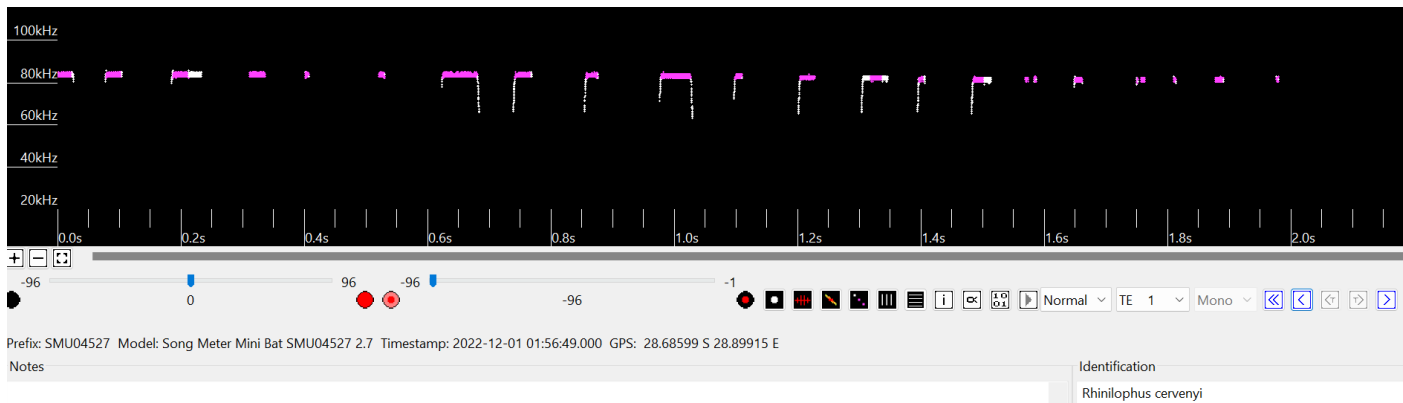 100kHz
80kHz
60kHz
40kHz
20kHz
0.0s 0.2s 0.4s 0.6s 0.8s 1.0s 1.2s 1.4s 1.6s 1.8s 2.0s
-96 96 -96 -1
0 -96
i α 10 01 Normal TE 1 Mono T T
Prefix: SMU04527 Model: Song Meter Mini Bat SMU04527 2.7 Timestamp: 2022-12-01 01:56:49.000 GPS: 28.68599 S 28.89915 E
Notes Identification
Rhinilophus cervenyi